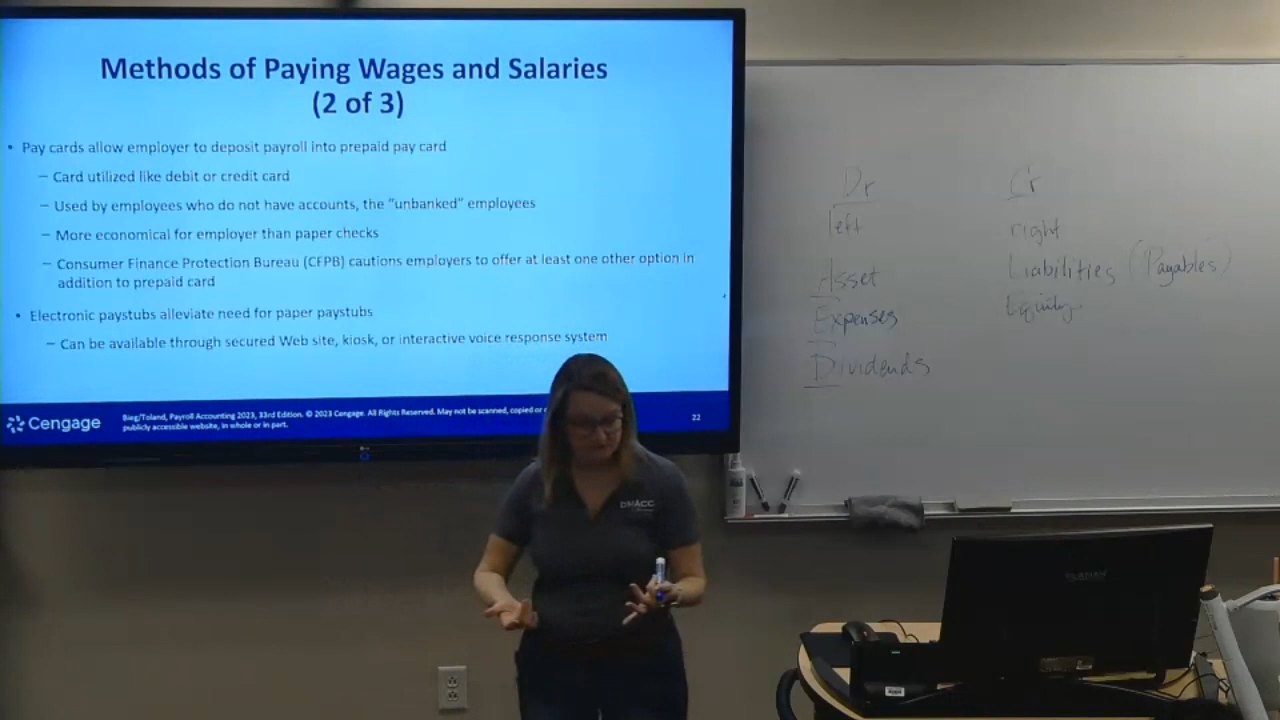 Methods of Paying Wages and Salaries
(2 of 3)
• Pay cards allow employer to deposit payroll into prepaid pay card
– Card utilized like debit or credit card
– Used by employees who do not have accounts, the "unbanked" employees
– More economical for employer than paper checks
– Consumer Finance Protection Bureau (CFPB) cautions employers to offer at least one other option in
addition to prepaid card
• Electronic paystubs alleviate need for paper paystubs
– Can be available through secured Web site, kiosk, or interactive voice response system
Cengage
Bieg/Toland, Payroll Accounting 2023, 33rd Edition. © 2023 Cengage. All Rights Reserved. May not be scanned, copied or
publicly accessible website, in whole or in part.
22
Dr Cr
left right
Asset Liabilities (Payables)
Expenses Equity
Dividends
DMACC